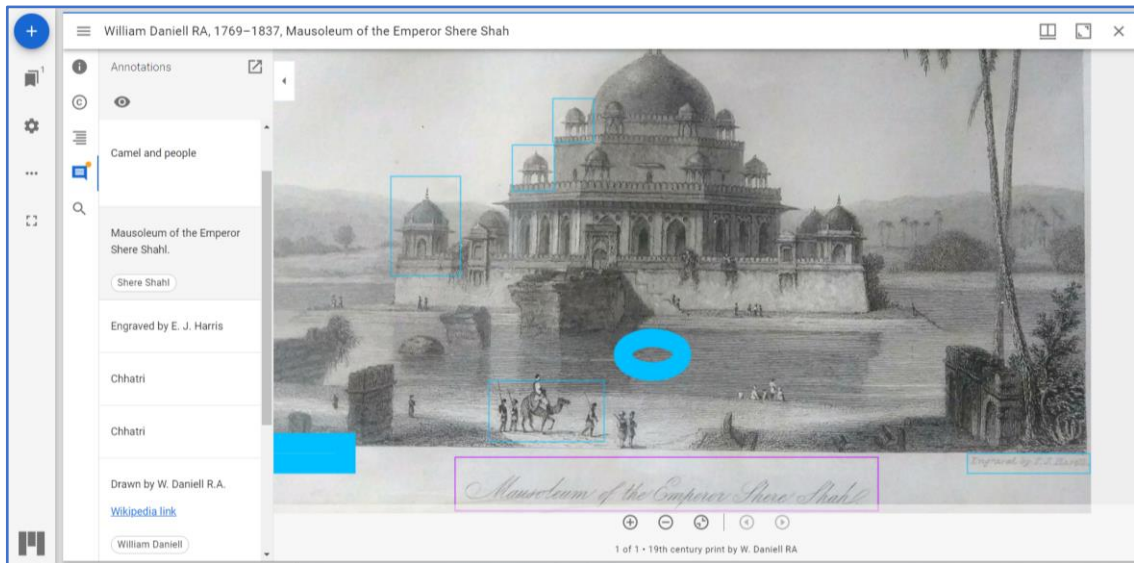 William Daniell RA, 1769–1837, Mausoleum of the Emperor Shere Shah
1
Annotations
Camel and people
Mausoleum of the Emperor
Shere Shahl.
Shere Shahl
Engraved by E. J. Harris
Chhatri
Chhatri
Drawn by W. Daniell R.A.
Wikipedia link
William Daniell
Mausoleum of the Emperor Shere Shah
Engraved by
1 of 1 • 19th century print by W. Daniell RA